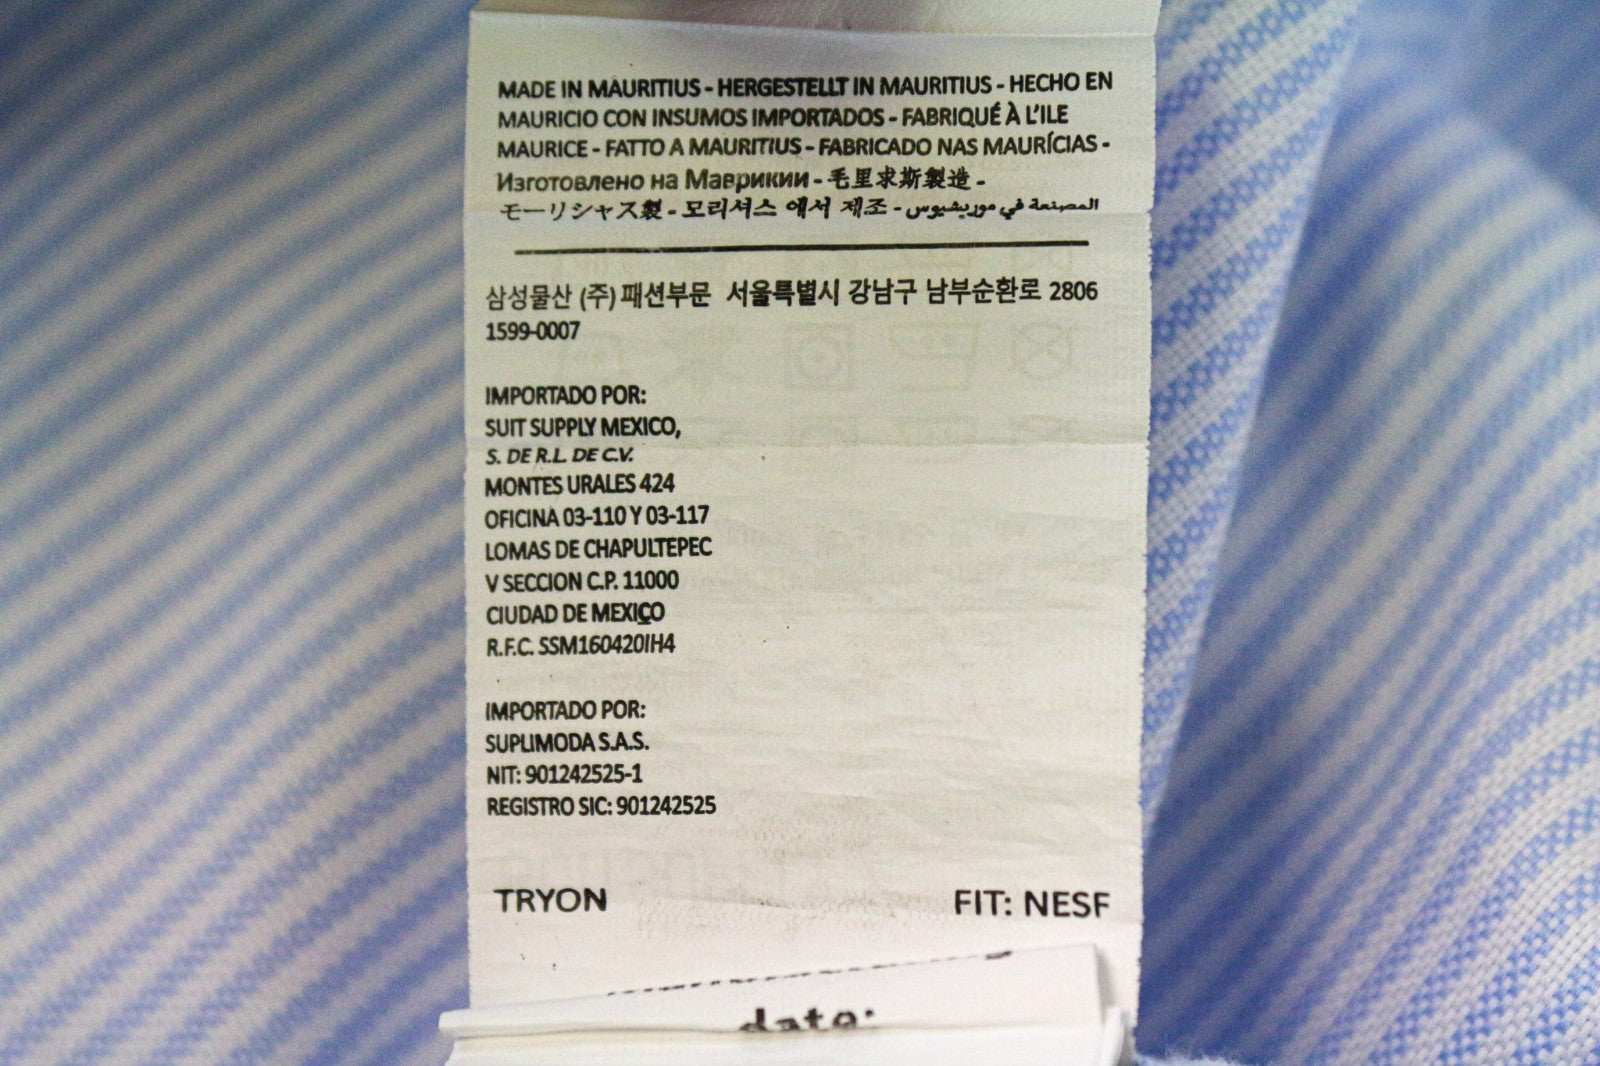 MADE IN MAURITIUS - HERGESTELLT IN MAURITIUS - HECHO EN
MAURICIO CON INSUMOS IMPORTADOS - FABRIQUÉ À L'ILE
MAURICE - FATTO A MAURITIUS - FABRICADO NAS MAURÍCIAS -
Изготовлено на Маврикии - 毛里求斯製造 -
モーリシャス製 - 모리셔스 에서 제조 - المصنعة في موريشيوس
삼성물산 (주) 패션부문 서울특별시 강남구 남부순환로 2806
1599-0007
IMPORTADO POR:
SUIT SUPPLY MEXICO,
S. DE R.L. DE C.V.
MONTES URALES 424
OFICINA 03-110 Y 03-117
LOMAS DE CHAPULTEPEC
V SECCION C.P. 11000
CIUDAD DE MEXICO
R.F.C. SSM160420IH4
IMPORTADO POR:
SUPLIMODA S.A.S.
NIT: 901242525-1
REGISTRO SIC: 901242525
TRYON FIT: NESF
date: